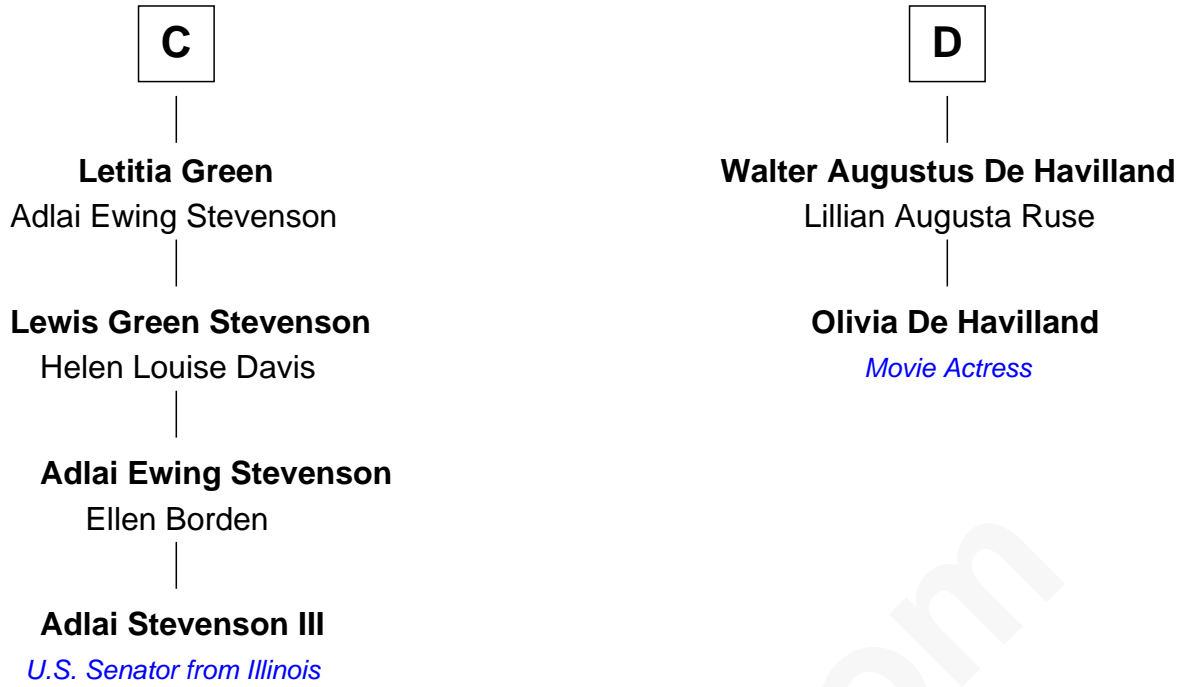 C
Letitia Green
Adlai Ewing Stevenson
Lewis Green Stevenson
Helen Louise Davis
Adlai Ewing Stevenson
Ellen Borden
Adlai Stevenson III
U.S. Senator from Illinois
D
Walter Augustus De Havilland
Lillian Augusta Ruse
Olivia De Havilland
Movie Actress
om